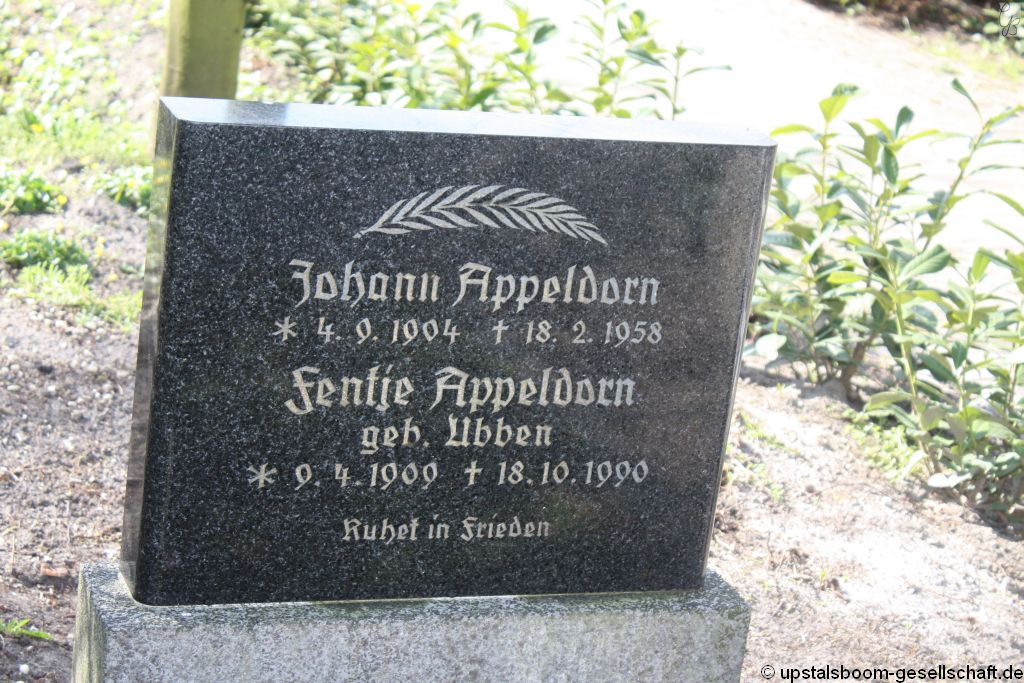 Johann Appeldorn
* 4. 9. 1904 † 18. 2. 1958
Fentje Appeldorn
geb. Ubben
* 9. 4. 1909 † 18. 10. 1990
Ruhet in Frieden
© upstalsboom-gesellschaft.de